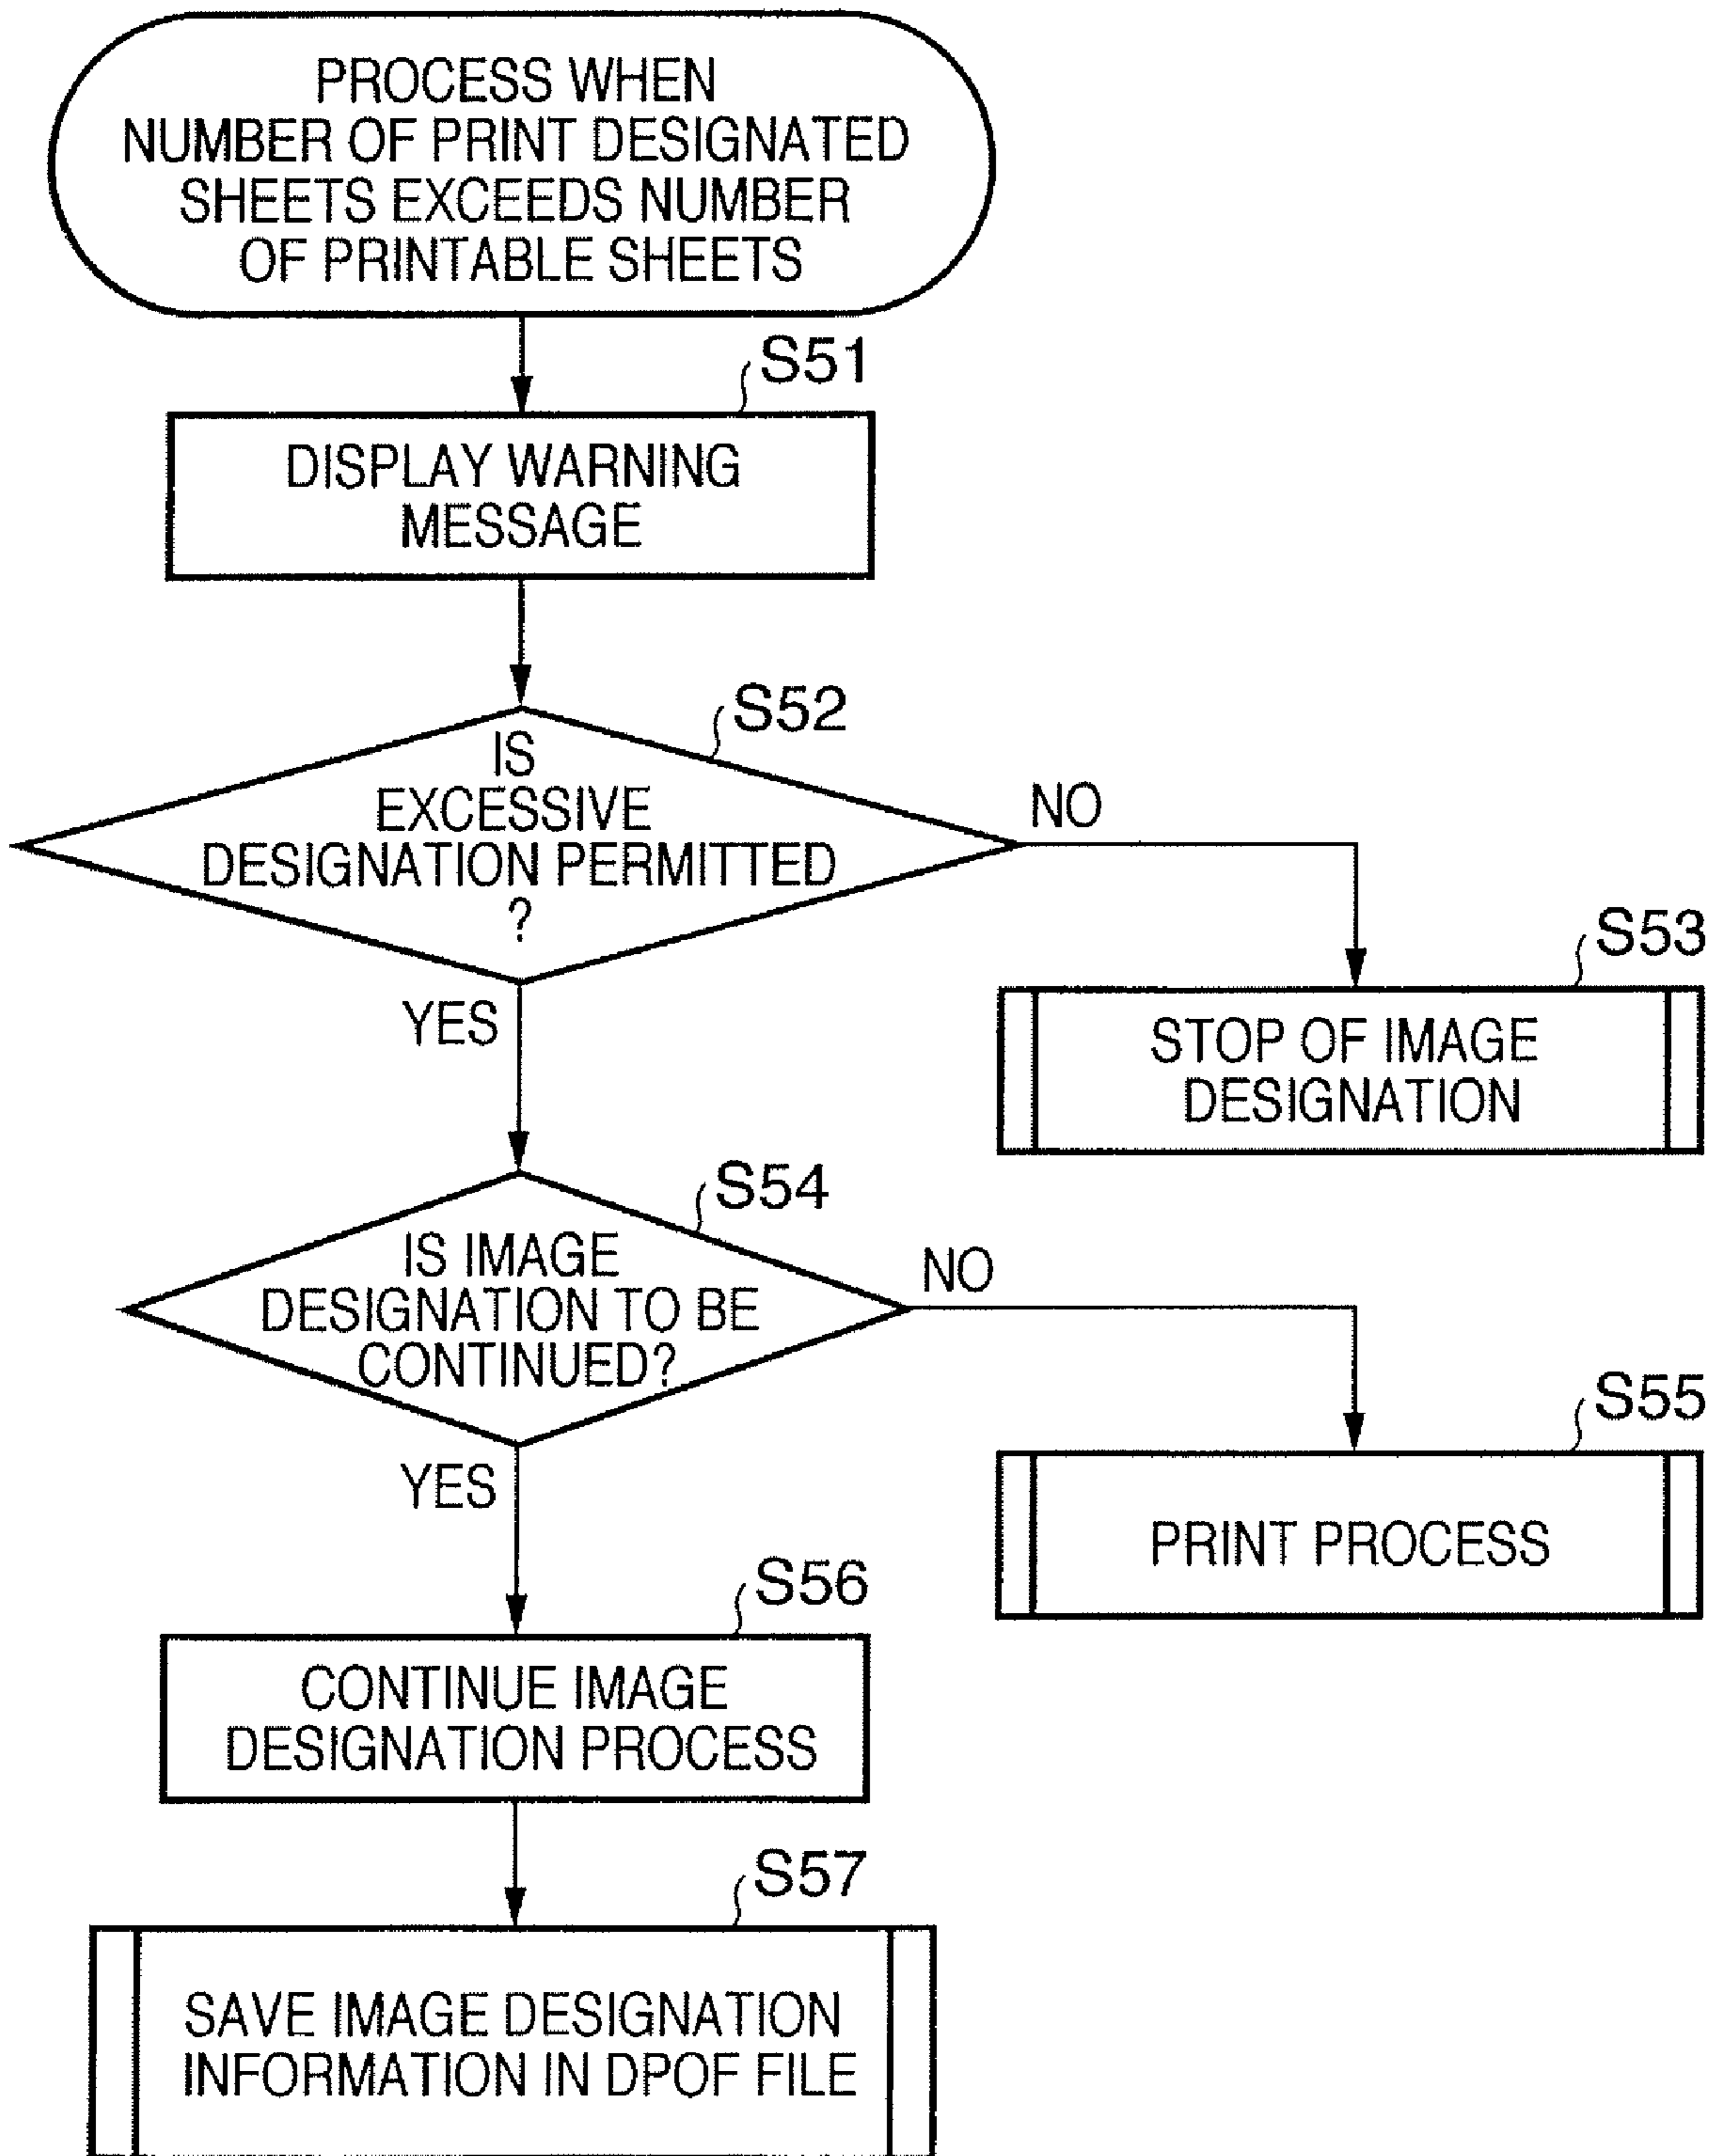 PROCESS WHEN
NUMBER OF PRINT DESIGNATED
SHEETS EXCEEDS NUMBER
OF PRINTABLE SHEETS
S51
DISPLAY WARNING
MESSAGE
S52
IS
EXCESSIVE
DESIGNATION PERMITTED
?
NO
YES
S53
STOP OF IMAGE
DESIGNATION
S54
IS IMAGE
DESIGNATION TO BE
CONTINUED?
NO
YES
S55
PRINT PROCESS
S56
CONTINUE IMAGE
DESIGNATION PROCESS
S57
SAVE IMAGE DESIGNATION
INFORMATION IN DPOF FILE